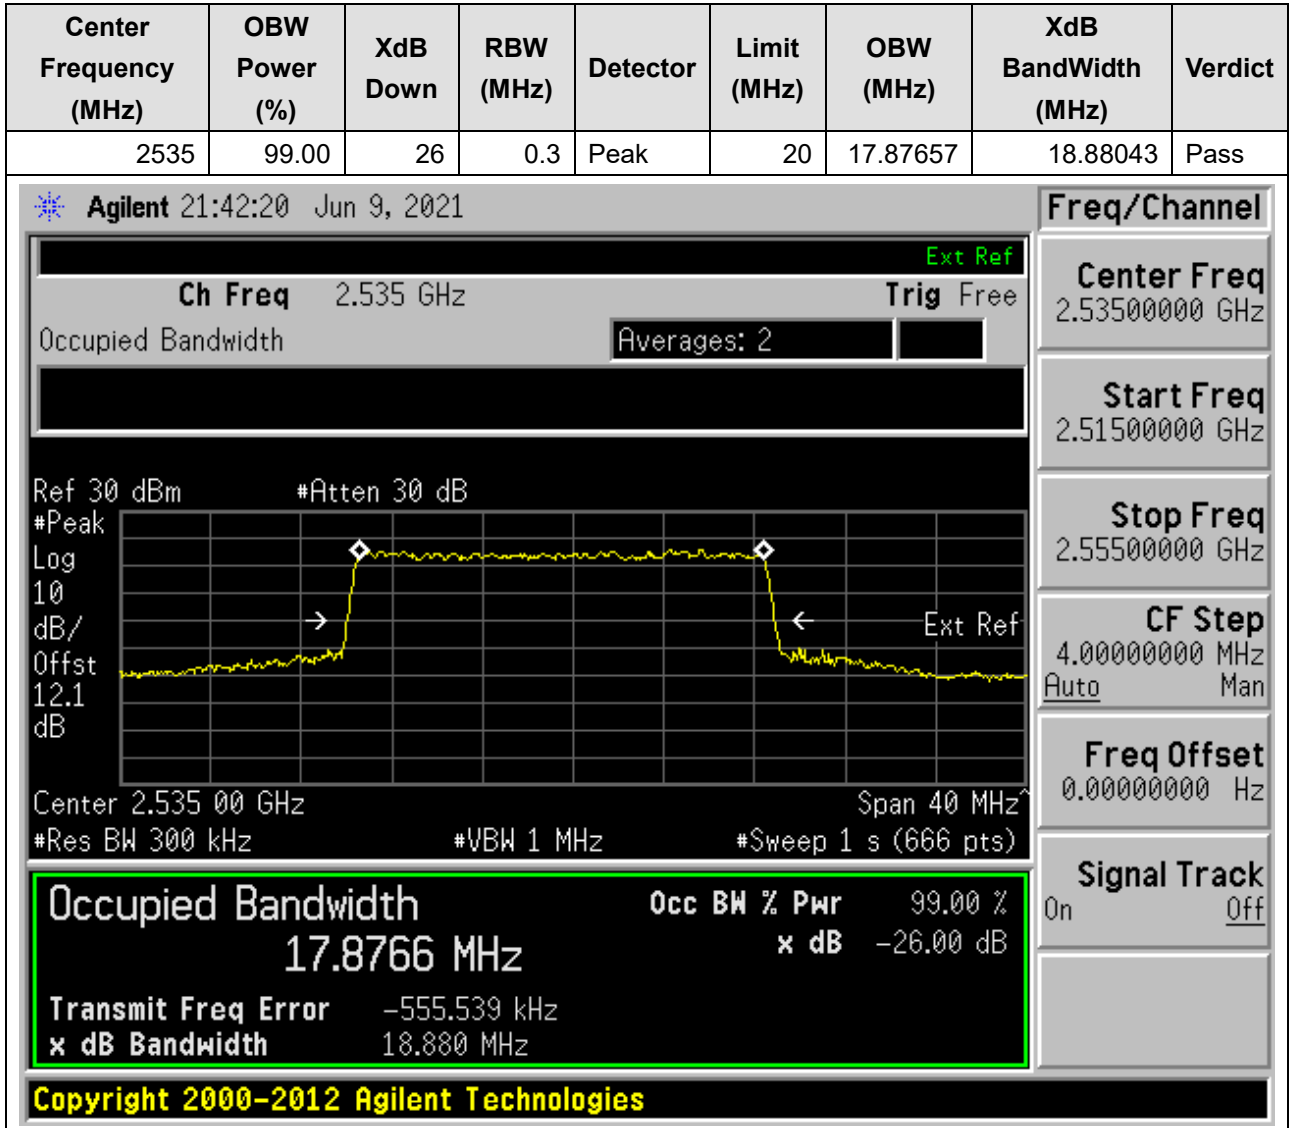 Center Frequency (MHz) OBW Power (%) XdB Down RBW (MHz) Detector Limit (MHz) OBW (MHz) XdB BandWidth (MHz) Verdict
2535 99.00 26 0.3 Peak 20 17.87657 18.88043 Pass
Agilent 21:42:20 Jun 9, 2021
Freq/Channel
Ext Ref
Ch Freq 2.535 GHz Trig Free
Occupied Bandwidth Averages: 2
Ref 30 dBm #Atten 30 dB
#Peak
Log
10
dB/
Offst
12.1
dB
Ext Ref
Center 2.535 00 GHz Span 40 MHz^
#Res BW 300 kHz #VBW 1 MHz #Sweep 1 s (666 pts)
Occupied Bandwidth Occ BW % Pwr 99.00 %
17.8766 MHz x dB -26.00 dB
Transmit Freq Error -555.539 kHz
x dB Bandwidth 18.880 MHz
Copyright 2000-2012 Agilent Technologies
Center Freq
2.53500000 GHz
Start Freq
2.51500000 GHz
Stop Freq
2.55500000 GHz
CF Step
4.00000000 MHz
Auto Man
Freq Offset
0.00000000 Hz
Signal Track
On Off